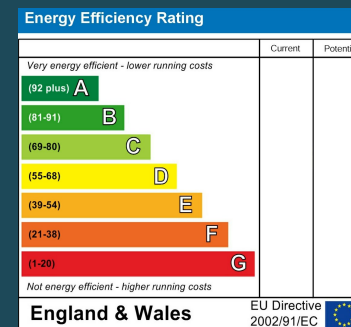 Energy Efficiency Rating
Current Potenti
Very energy efficient - lower running costs
(92 plus) A
(81-91) B
(69-80) C
(55-68) D
(39-54) E
(21-38) F
(1-20) G
Not energy efficient - higher running costs
England & Wales
EU Directive
2002/91/EC